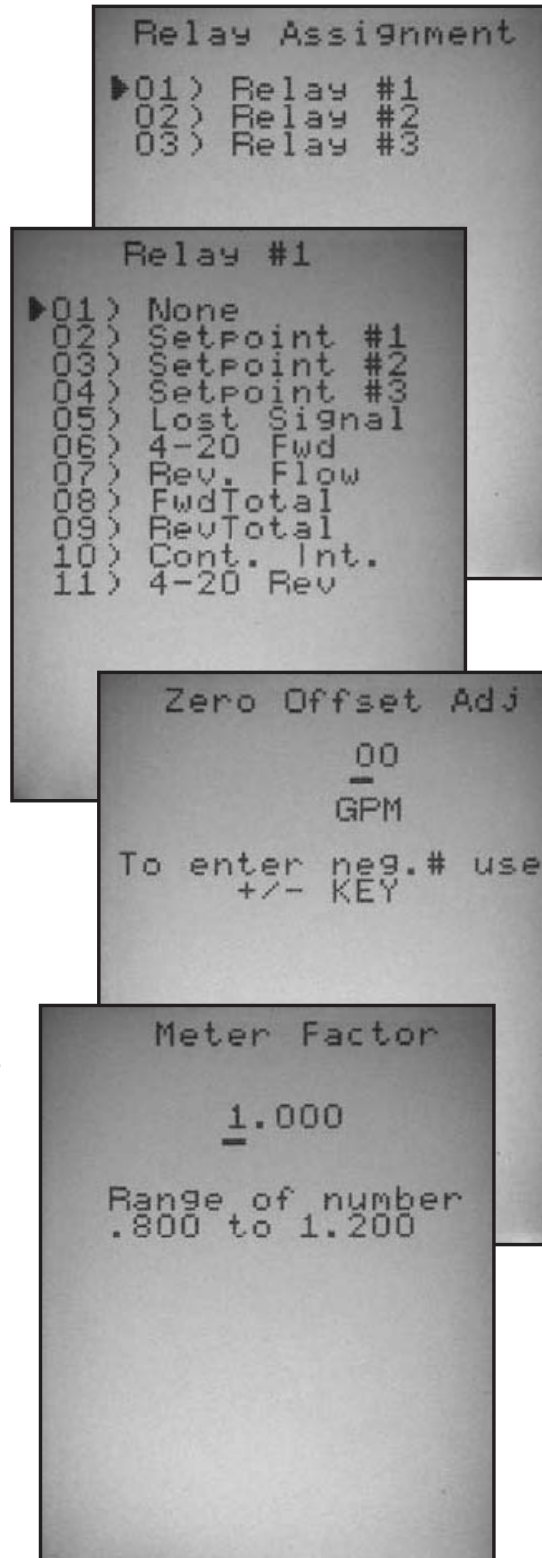 Relay Assignment
01) Relay #1
02) Relay #2
03) Relay #3
Relay #1
01) None
02) Setpoint #1
03) Setpoint #2
04) Setpoint #3
05) Lost Signal
06) 4-20 Fwd
07) Rev. Flow
08) FwdTotal
09) RevTotal
10) Cont. Int.
11) 4-20 Rev
Zero Offset Adj
00
GPM
To enter neg.# use
+/- KEY
Meter Factor
1.000
Range of number
.800 to 1.200